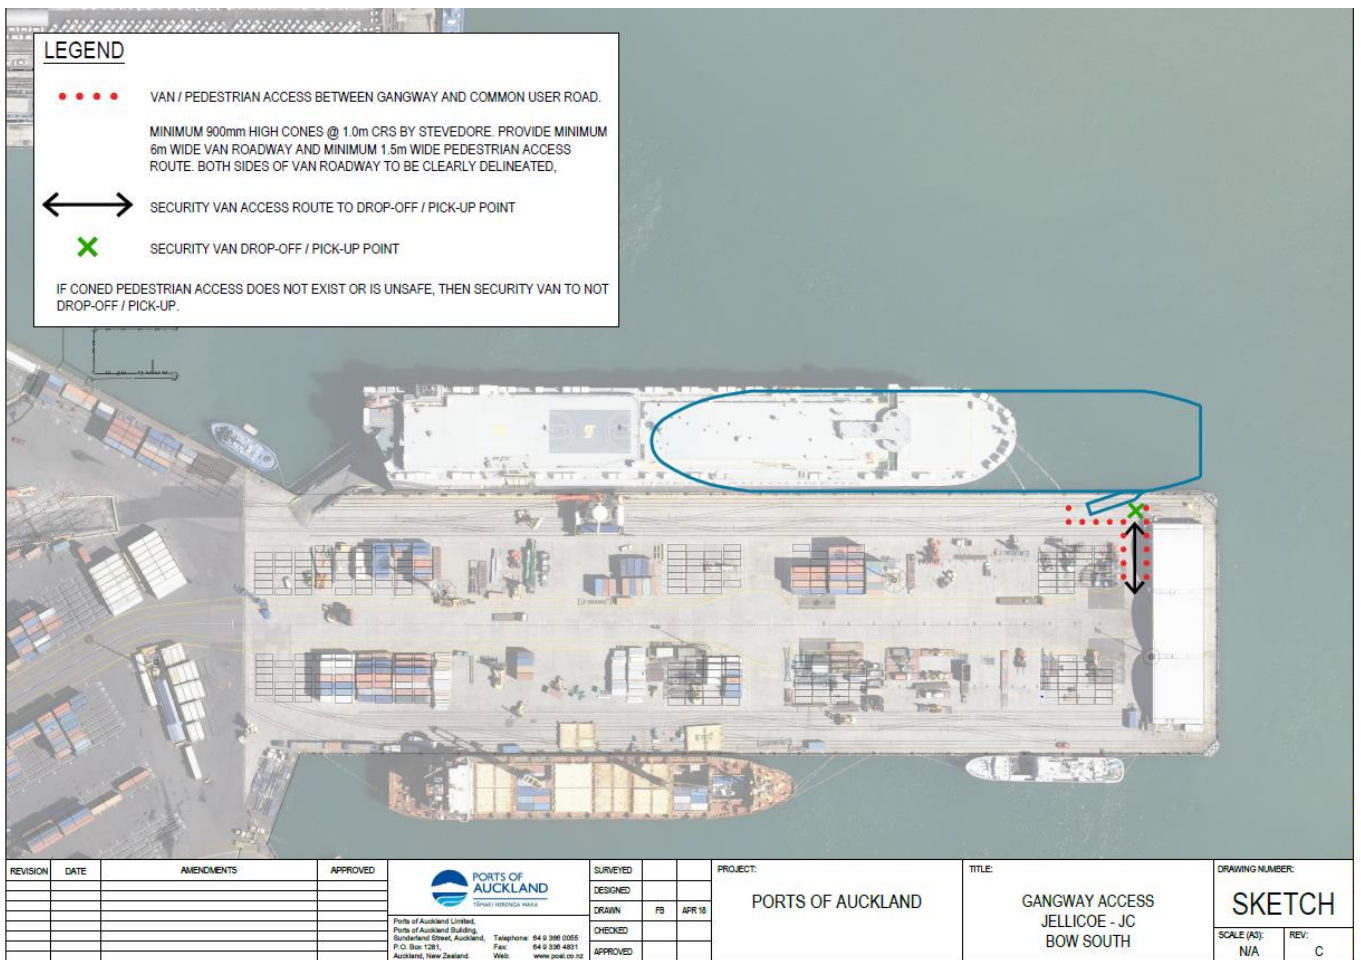 LEGEND
VAN / PEDESTRIAN ACCESS BETWEEN GANGWAY AND COMMON USER ROAD.
MINIMUM 900mm HIGH CONES @ 1.0m CRS BY STEVEDORE. PROVIDE MINIMUM
6m WIDE VAN ROADWAY AND MINIMUM 1.5m WIDE PEDESTRIAN ACCESS
ROUTE. BOTH SIDES OF VAN ROADWAY TO BE CLEARLY DELINEATED,
SECURITY VAN ACCESS ROUTE TO DROP-OFF / PICK-UP POINT
SECURITY VAN DROP-OFF / PICK-UP POINT
IF CONED PEDESTRIAN ACCESS DOES NOT EXIST OR IS UNSAFE, THEN SECURITY VAN TO NOT
DROP-OFF / PICK-UP.
REVISION DATE AMENDMENTS APPROVED
PORTS OF
AUCKLAND
TĀMAKI HERENGA WAKA
Ports of Auckland Limited,
Ports of Auckland Building,
Sunderland Street, Auckland, Telephone: 64 9 366 0055
P.O. Box 1281, Fax: 64 9 336 4831
Auckland, New Zealand. Web: www.poal.co.nz
SURVEYED
DESIGNED
DRAWN FB APR 18
CHECKED
APPROVED
PROJECT:
PORTS OF AUCKLAND
TITLE:
GANGWAY ACCESS
JELLICOE - JC
BOW SOUTH
DRAWING NUMBER:
SKETCH
SCALE (A3): REV:
N/A C